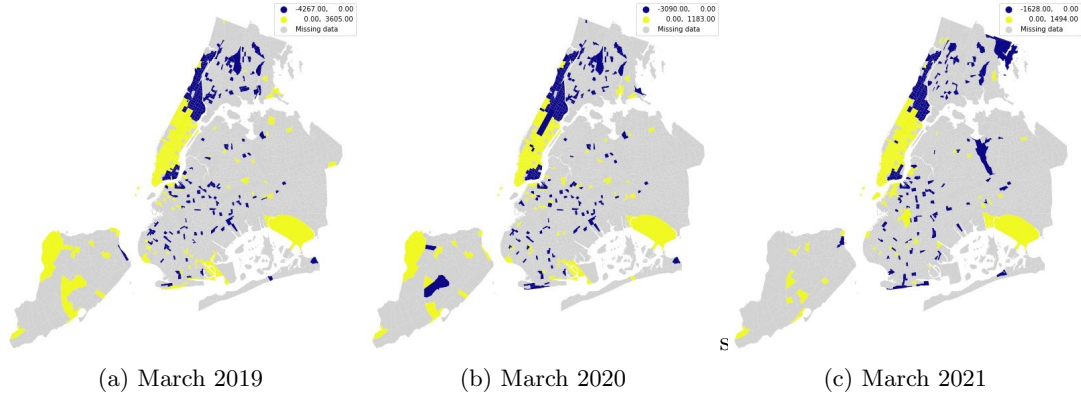 -4267.00, 0.00
0.00, 3605.00
Missing data
-3090.00, 0.00
0.00, 1183.00
Missing data
-1628.00, 0.00
0.00, 1494.00
Missing data
s
(a) March 2019
(b) March 2020
(c) March 2021